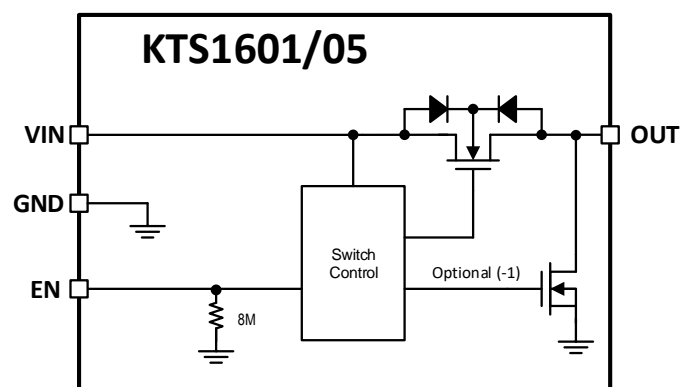 KTS1601/05
VIN
OUT
GND
Switch
Control
Optional (-1)
EN
8M